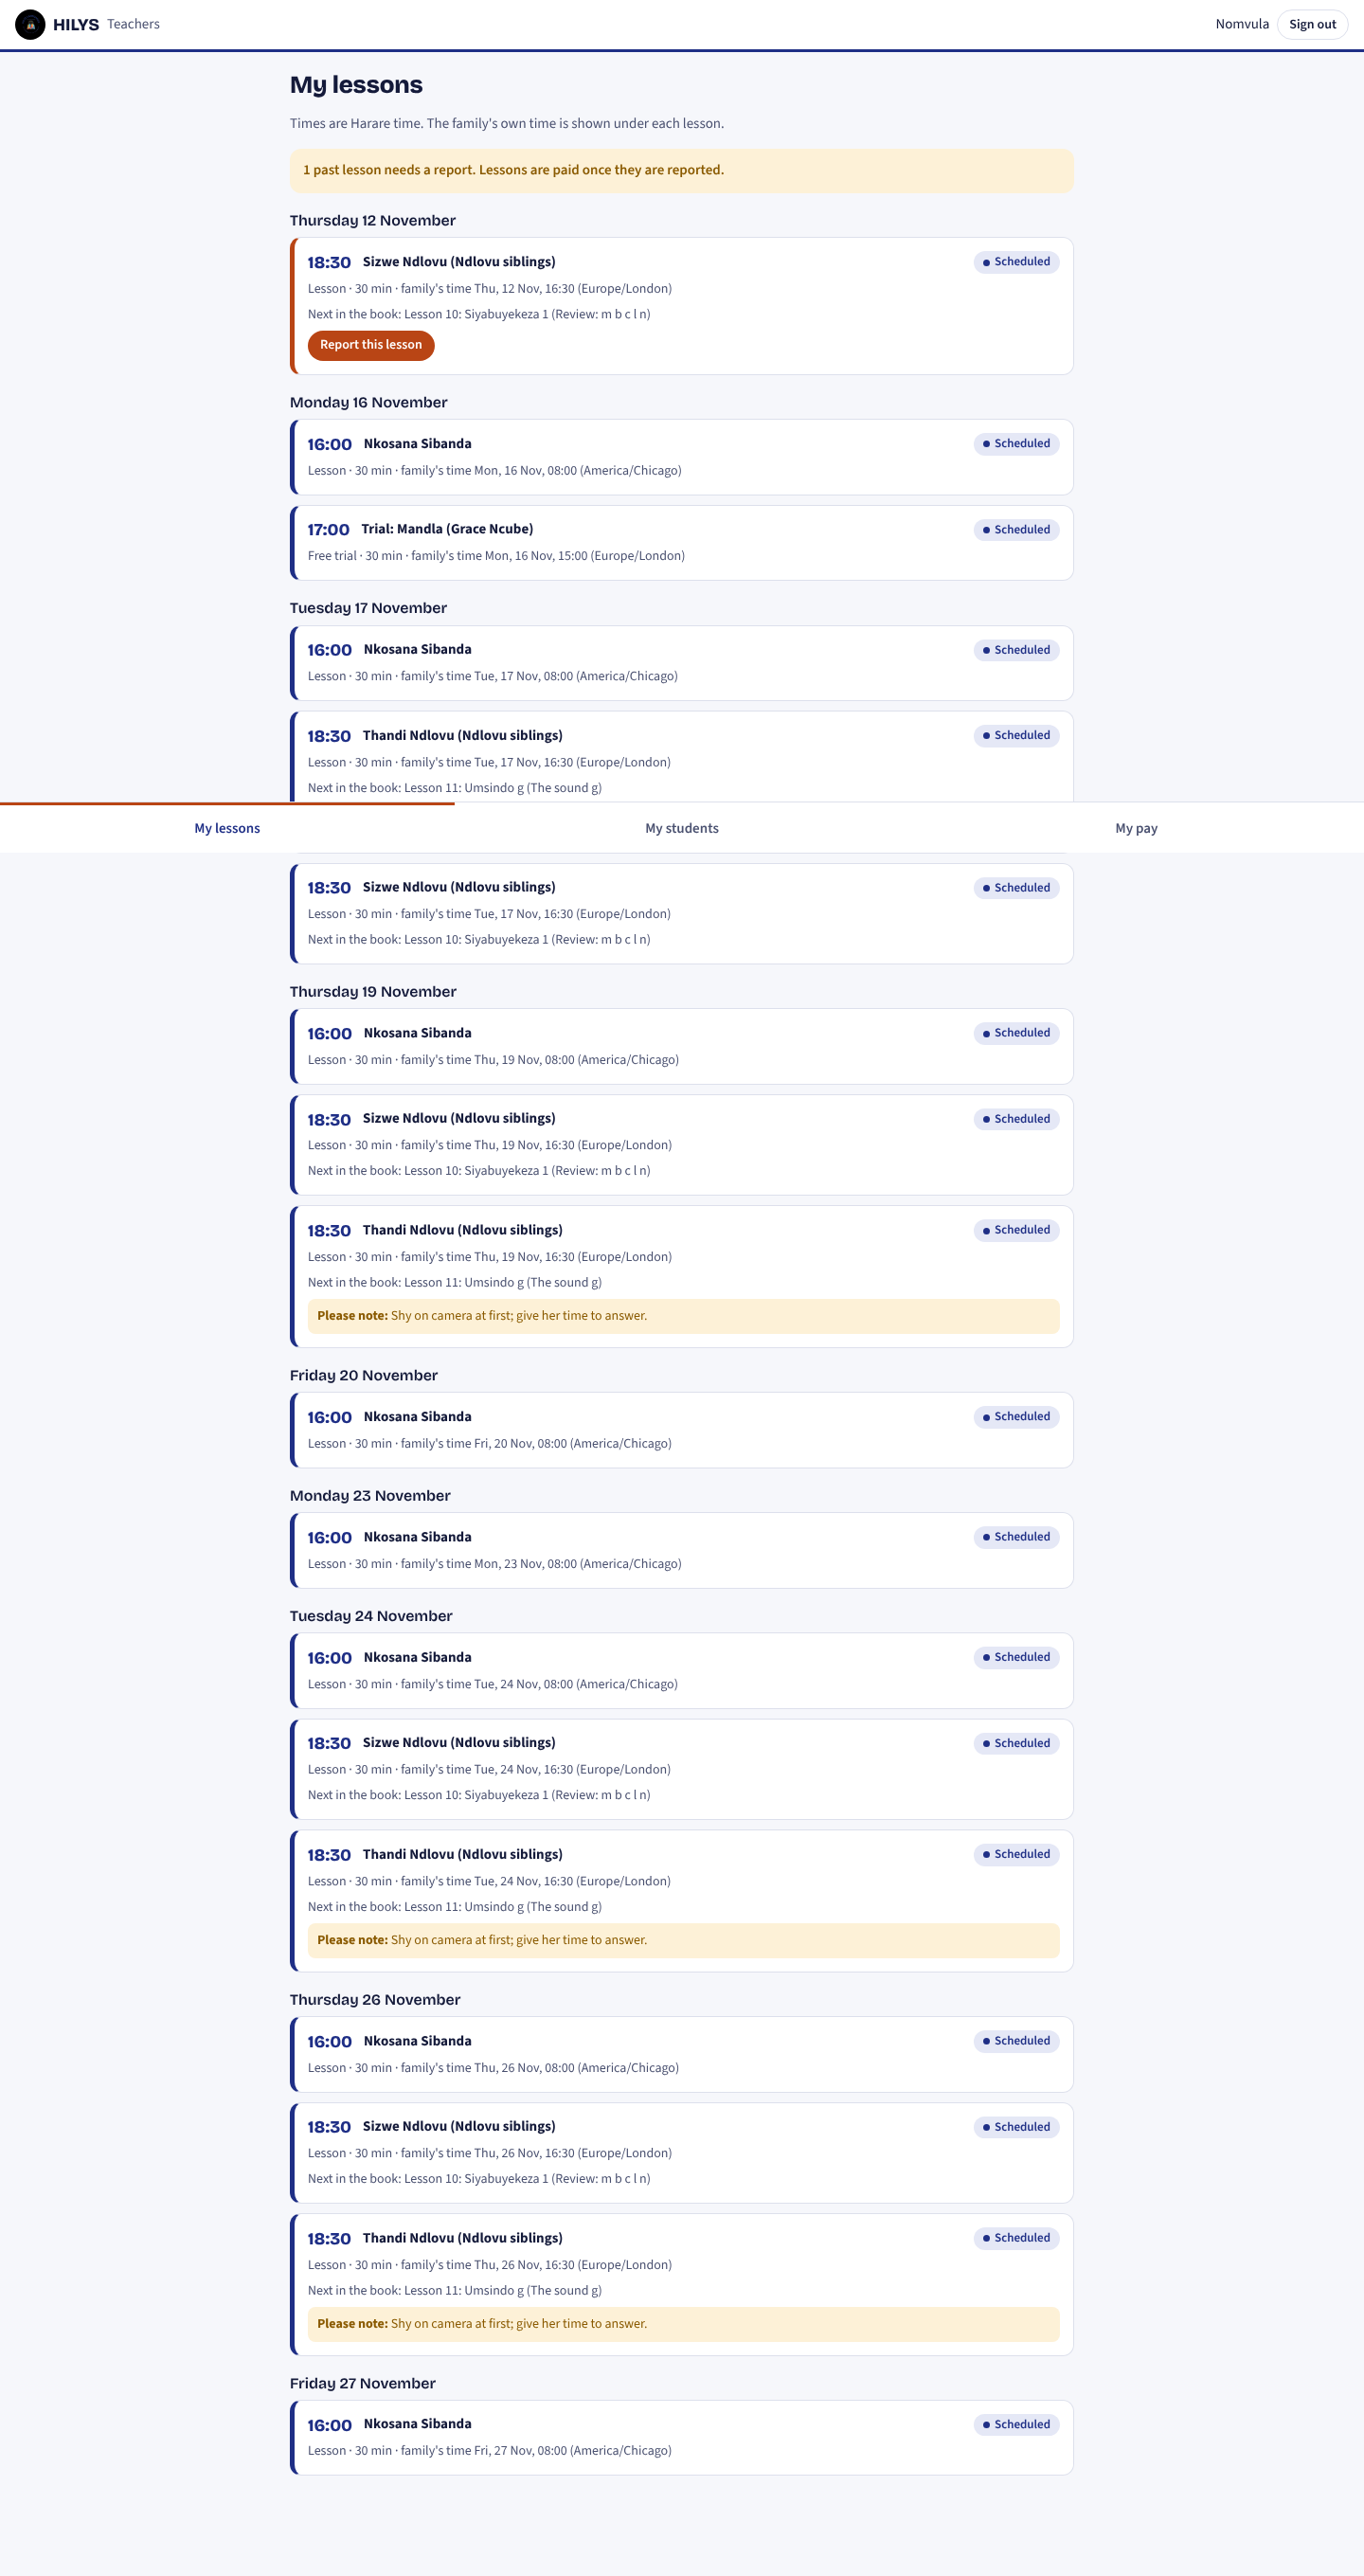 HILYS Teachers
Nomvula Sign out
My lessons
Times are Harare time. The family's own time is shown under each lesson.
1 past lesson needs a report. Lessons are paid once they are reported.
Thursday 12 November
18:30 Sizwe Ndlovu (Ndlovu siblings) Scheduled
Lesson · 30 min · family's time Thu, 12 Nov, 16:30 (Europe/London)
Next in the book: Lesson 10: Siyabuyekeza 1 (Review: m b c l n)
Report this lesson
Monday 16 November
16:00 Nkosana Sibanda Scheduled
Lesson · 30 min · family's time Mon, 16 Nov, 08:00 (America/Chicago)
17:00 Trial: Mandla (Grace Ncube) Scheduled
Free trial · 30 min · family's time Mon, 16 Nov, 15:00 (Europe/London)
Tuesday 17 November
16:00 Nkosana Sibanda Scheduled
Lesson · 30 min · family's time Tue, 17 Nov, 08:00 (America/Chicago)
18:30 Thandi Ndlovu (Ndlovu siblings) Scheduled
Lesson · 30 min · family's time Tue, 17 Nov, 16:30 (Europe/London)
Next in the book: Lesson 11: Umsindo g (The sound g)
My lessons My students My pay
18:30 Sizwe Ndlovu (Ndlovu siblings) Scheduled
Lesson · 30 min · family's time Tue, 17 Nov, 16:30 (Europe/London)
Next in the book: Lesson 10: Siyabuyekeza 1 (Review: m b c l n)
Thursday 19 November
16:00 Nkosana Sibanda Scheduled
Lesson · 30 min · family's time Thu, 19 Nov, 08:00 (America/Chicago)
18:30 Sizwe Ndlovu (Ndlovu siblings) Scheduled
Lesson · 30 min · family's time Thu, 19 Nov, 16:30 (Europe/London)
Next in the book: Lesson 10: Siyabuyekeza 1 (Review: m b c l n)
18:30 Thandi Ndlovu (Ndlovu siblings) Scheduled
Lesson · 30 min · family's time Thu, 19 Nov, 16:30 (Europe/London)
Next in the book: Lesson 11: Umsindo g (The sound g)
Please note: Shy on camera at first; give her time to answer.
Friday 20 November
16:00 Nkosana Sibanda Scheduled
Lesson · 30 min · family's time Fri, 20 Nov, 08:00 (America/Chicago)
Monday 23 November
16:00 Nkosana Sibanda Scheduled
Lesson · 30 min · family's time Mon, 23 Nov, 08:00 (America/Chicago)
Tuesday 24 November
16:00 Nkosana Sibanda Scheduled
Lesson · 30 min · family's time Tue, 24 Nov, 08:00 (America/Chicago)
18:30 Sizwe Ndlovu (Ndlovu siblings) Scheduled
Lesson · 30 min · family's time Tue, 24 Nov, 16:30 (Europe/London)
Next in the book: Lesson 10: Siyabuyekeza 1 (Review: m b c l n)
18:30 Thandi Ndlovu (Ndlovu siblings) Scheduled
Lesson · 30 min · family's time Tue, 24 Nov, 16:30 (Europe/London)
Next in the book: Lesson 11: Umsindo g (The sound g)
Please note: Shy on camera at first; give her time to answer.
Thursday 26 November
16:00 Nkosana Sibanda Scheduled
Lesson · 30 min · family's time Thu, 26 Nov, 08:00 (America/Chicago)
18:30 Sizwe Ndlovu (Ndlovu siblings) Scheduled
Lesson · 30 min · family's time Thu, 26 Nov, 16:30 (Europe/London)
Next in the book: Lesson 10: Siyabuyekeza 1 (Review: m b c l n)
18:30 Thandi Ndlovu (Ndlovu siblings) Scheduled
Lesson · 30 min · family's time Thu, 26 Nov, 16:30 (Europe/London)
Next in the book: Lesson 11: Umsindo g (The sound g)
Please note: Shy on camera at first; give her time to answer.
Friday 27 November
16:00 Nkosana Sibanda Scheduled
Lesson · 30 min · family's time Fri, 27 Nov, 08:00 (America/Chicago)